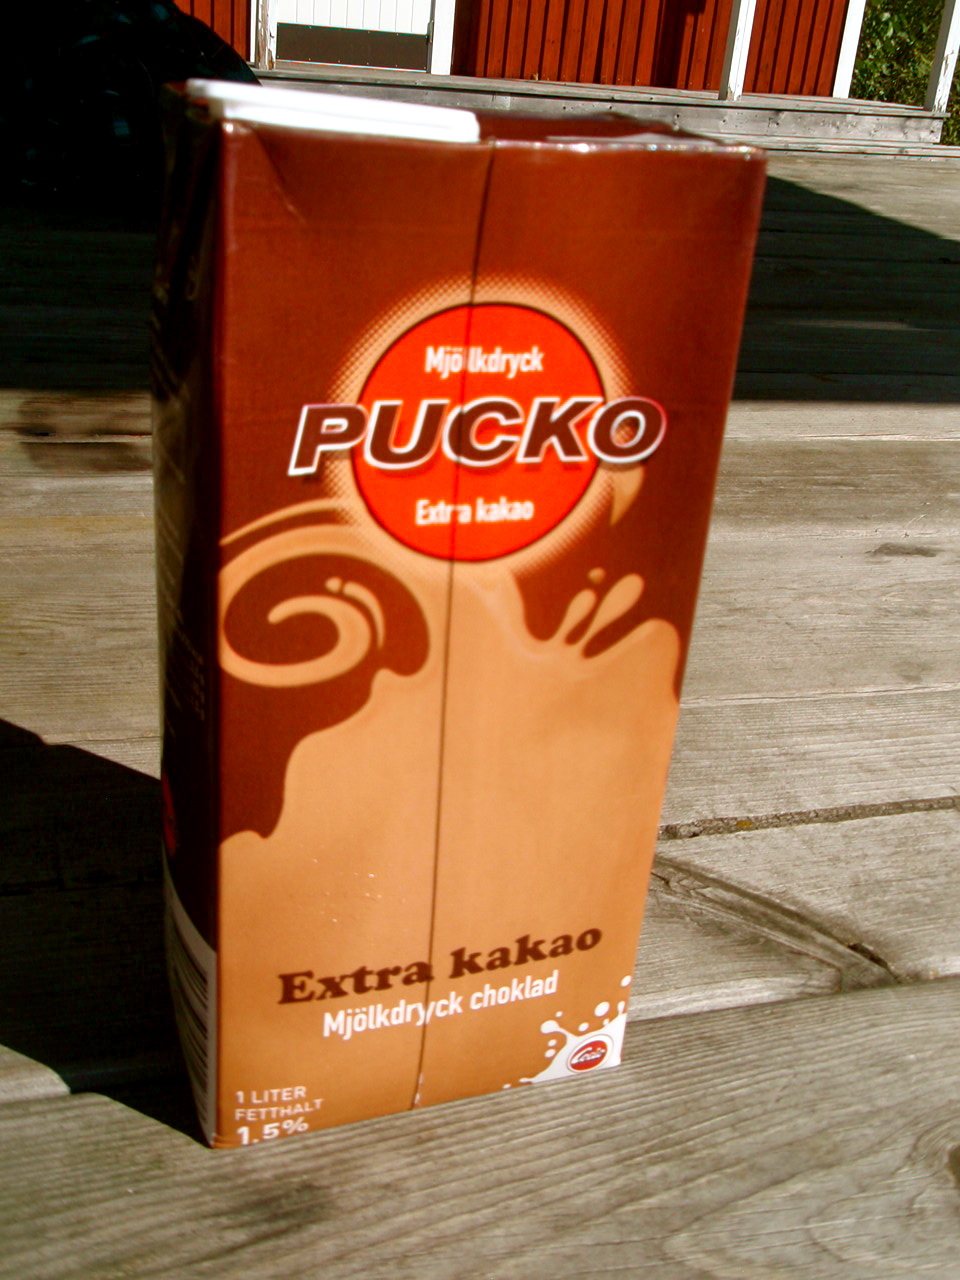 Mjölkdryck
PUCKO
Extra kakao
Extra kakao
Mjölkdryck choklad
1 LITER
FETTHALT
1,5%